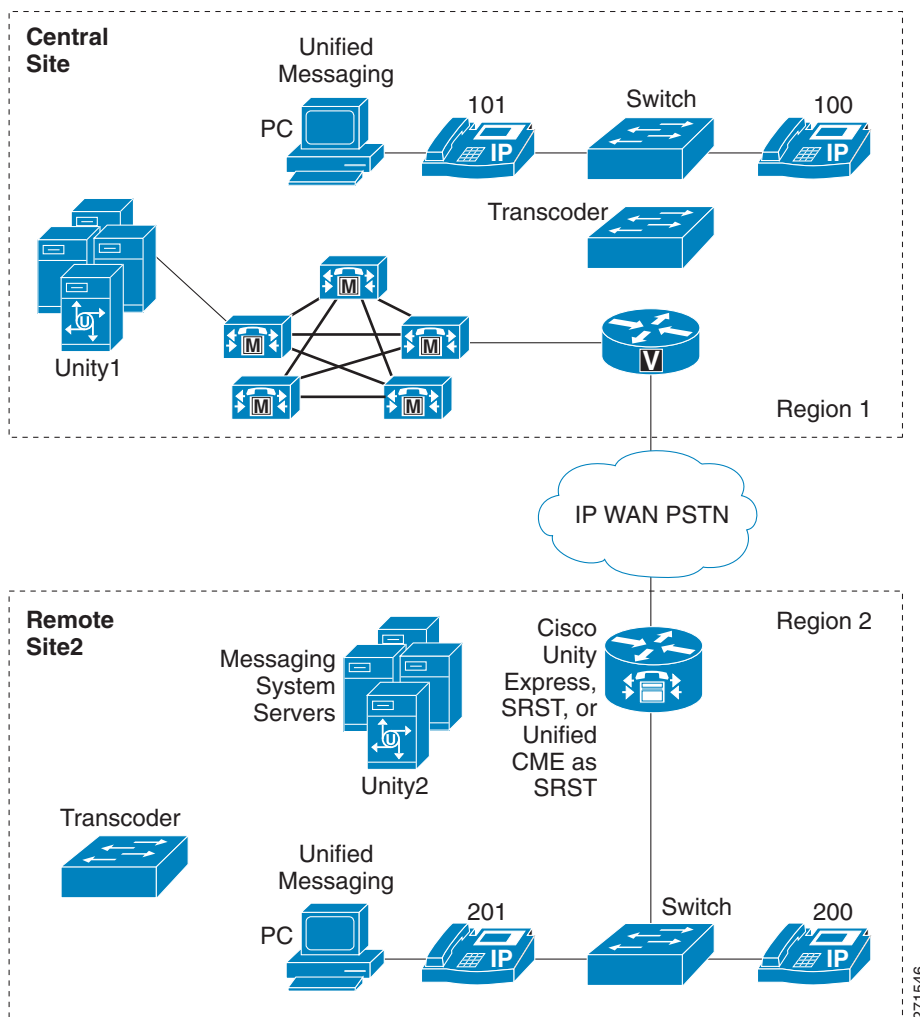 Central
Site
Unified
Messaging
PC
101
IP
Switch
100
IP
Transcoder
U
Unity1
M
M
M
M
M
V
Region 1
IP WAN PSTN
Remote
Site2
Region 2
Messaging
System
Servers
U
Unity2
Cisco
Unity
Express,
SRST, or
Unified
CME as
SRST
Transcoder
Unified
Messaging
PC
201
IP
Switch
200
IP
271546